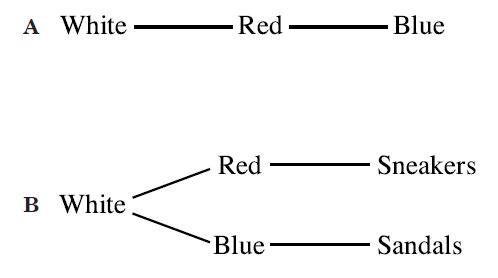 A White Red Blue
Red Sneakers
B White
Blue Sandals